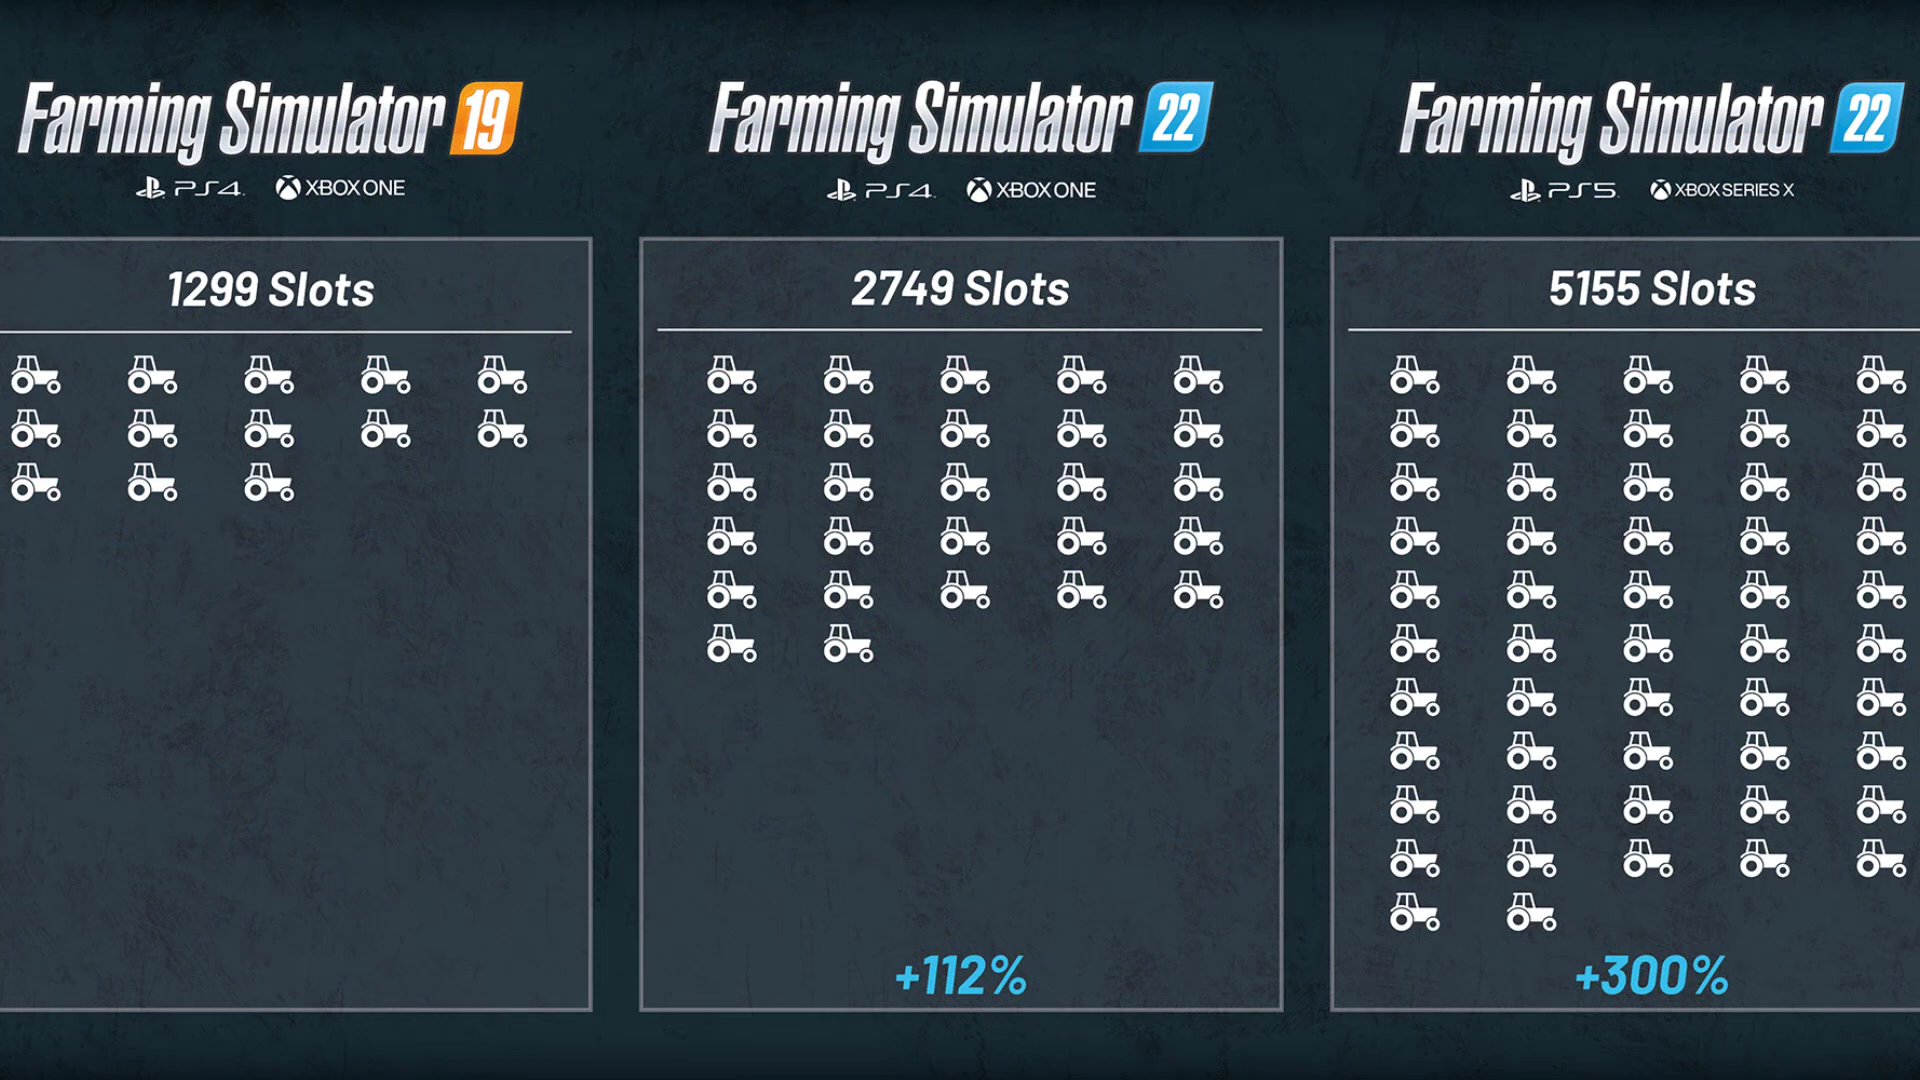 Farming Simulator 19
PS4 XBOX ONE
1299 Slots
Farming Simulator 22
PS4 XBOX ONE
2749 Slots
+112%
Farming Simulator 22
PS5 XBOX SERIES X
5155 Slots
+300%